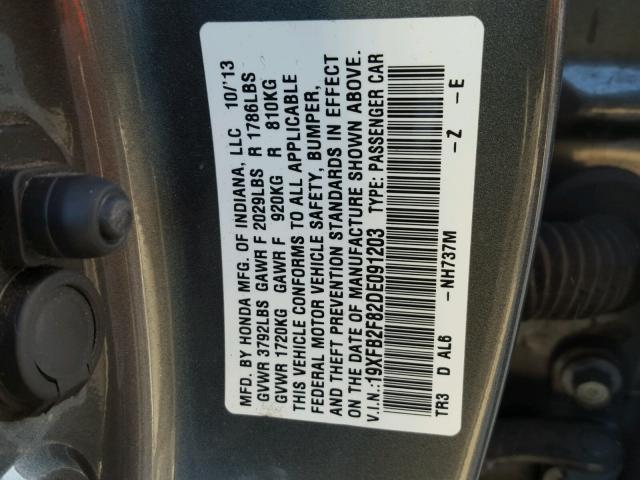 MFD. BY HONDA MFG. OF INDIANA, LLC 10/'13
GVWR 3792LBS GAWR F 2029LBS R 1786LBS
GVWR 1720KG GAWR F 920KG R 810KG
THIS VEHICLE CONFORMS TO ALL APPLICABLE
FEDERAL MOTOR VEHICLE SAFETY, BUMPER,
AND THEFT PREVENTION STANDARDS IN EFFECT
ON THE DATE OF MANUFACTURE SHOWN ABOVE.
V.I.N.:19XFB2F82DE091203 TYPE: PASSENGER CAR
TR3 D AL6 -NH737M -Z -E